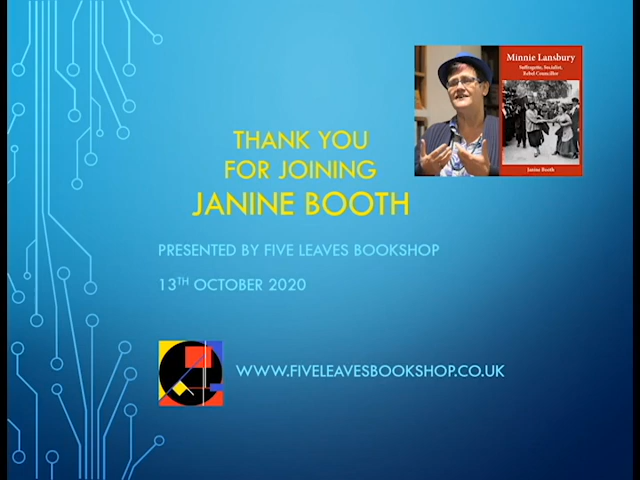 Minnie Lansbury
Suffragette, Socialist,
Rebel Councillor
Janine Booth
THANK YOU
FOR JOINING
JANINE BOOTH
PRESENTED BY FIVE LEAVES BOOKSHOP
13TH OCTOBER 2020
WWW.FIVELEAVESBOOKSHOP.CO.UK